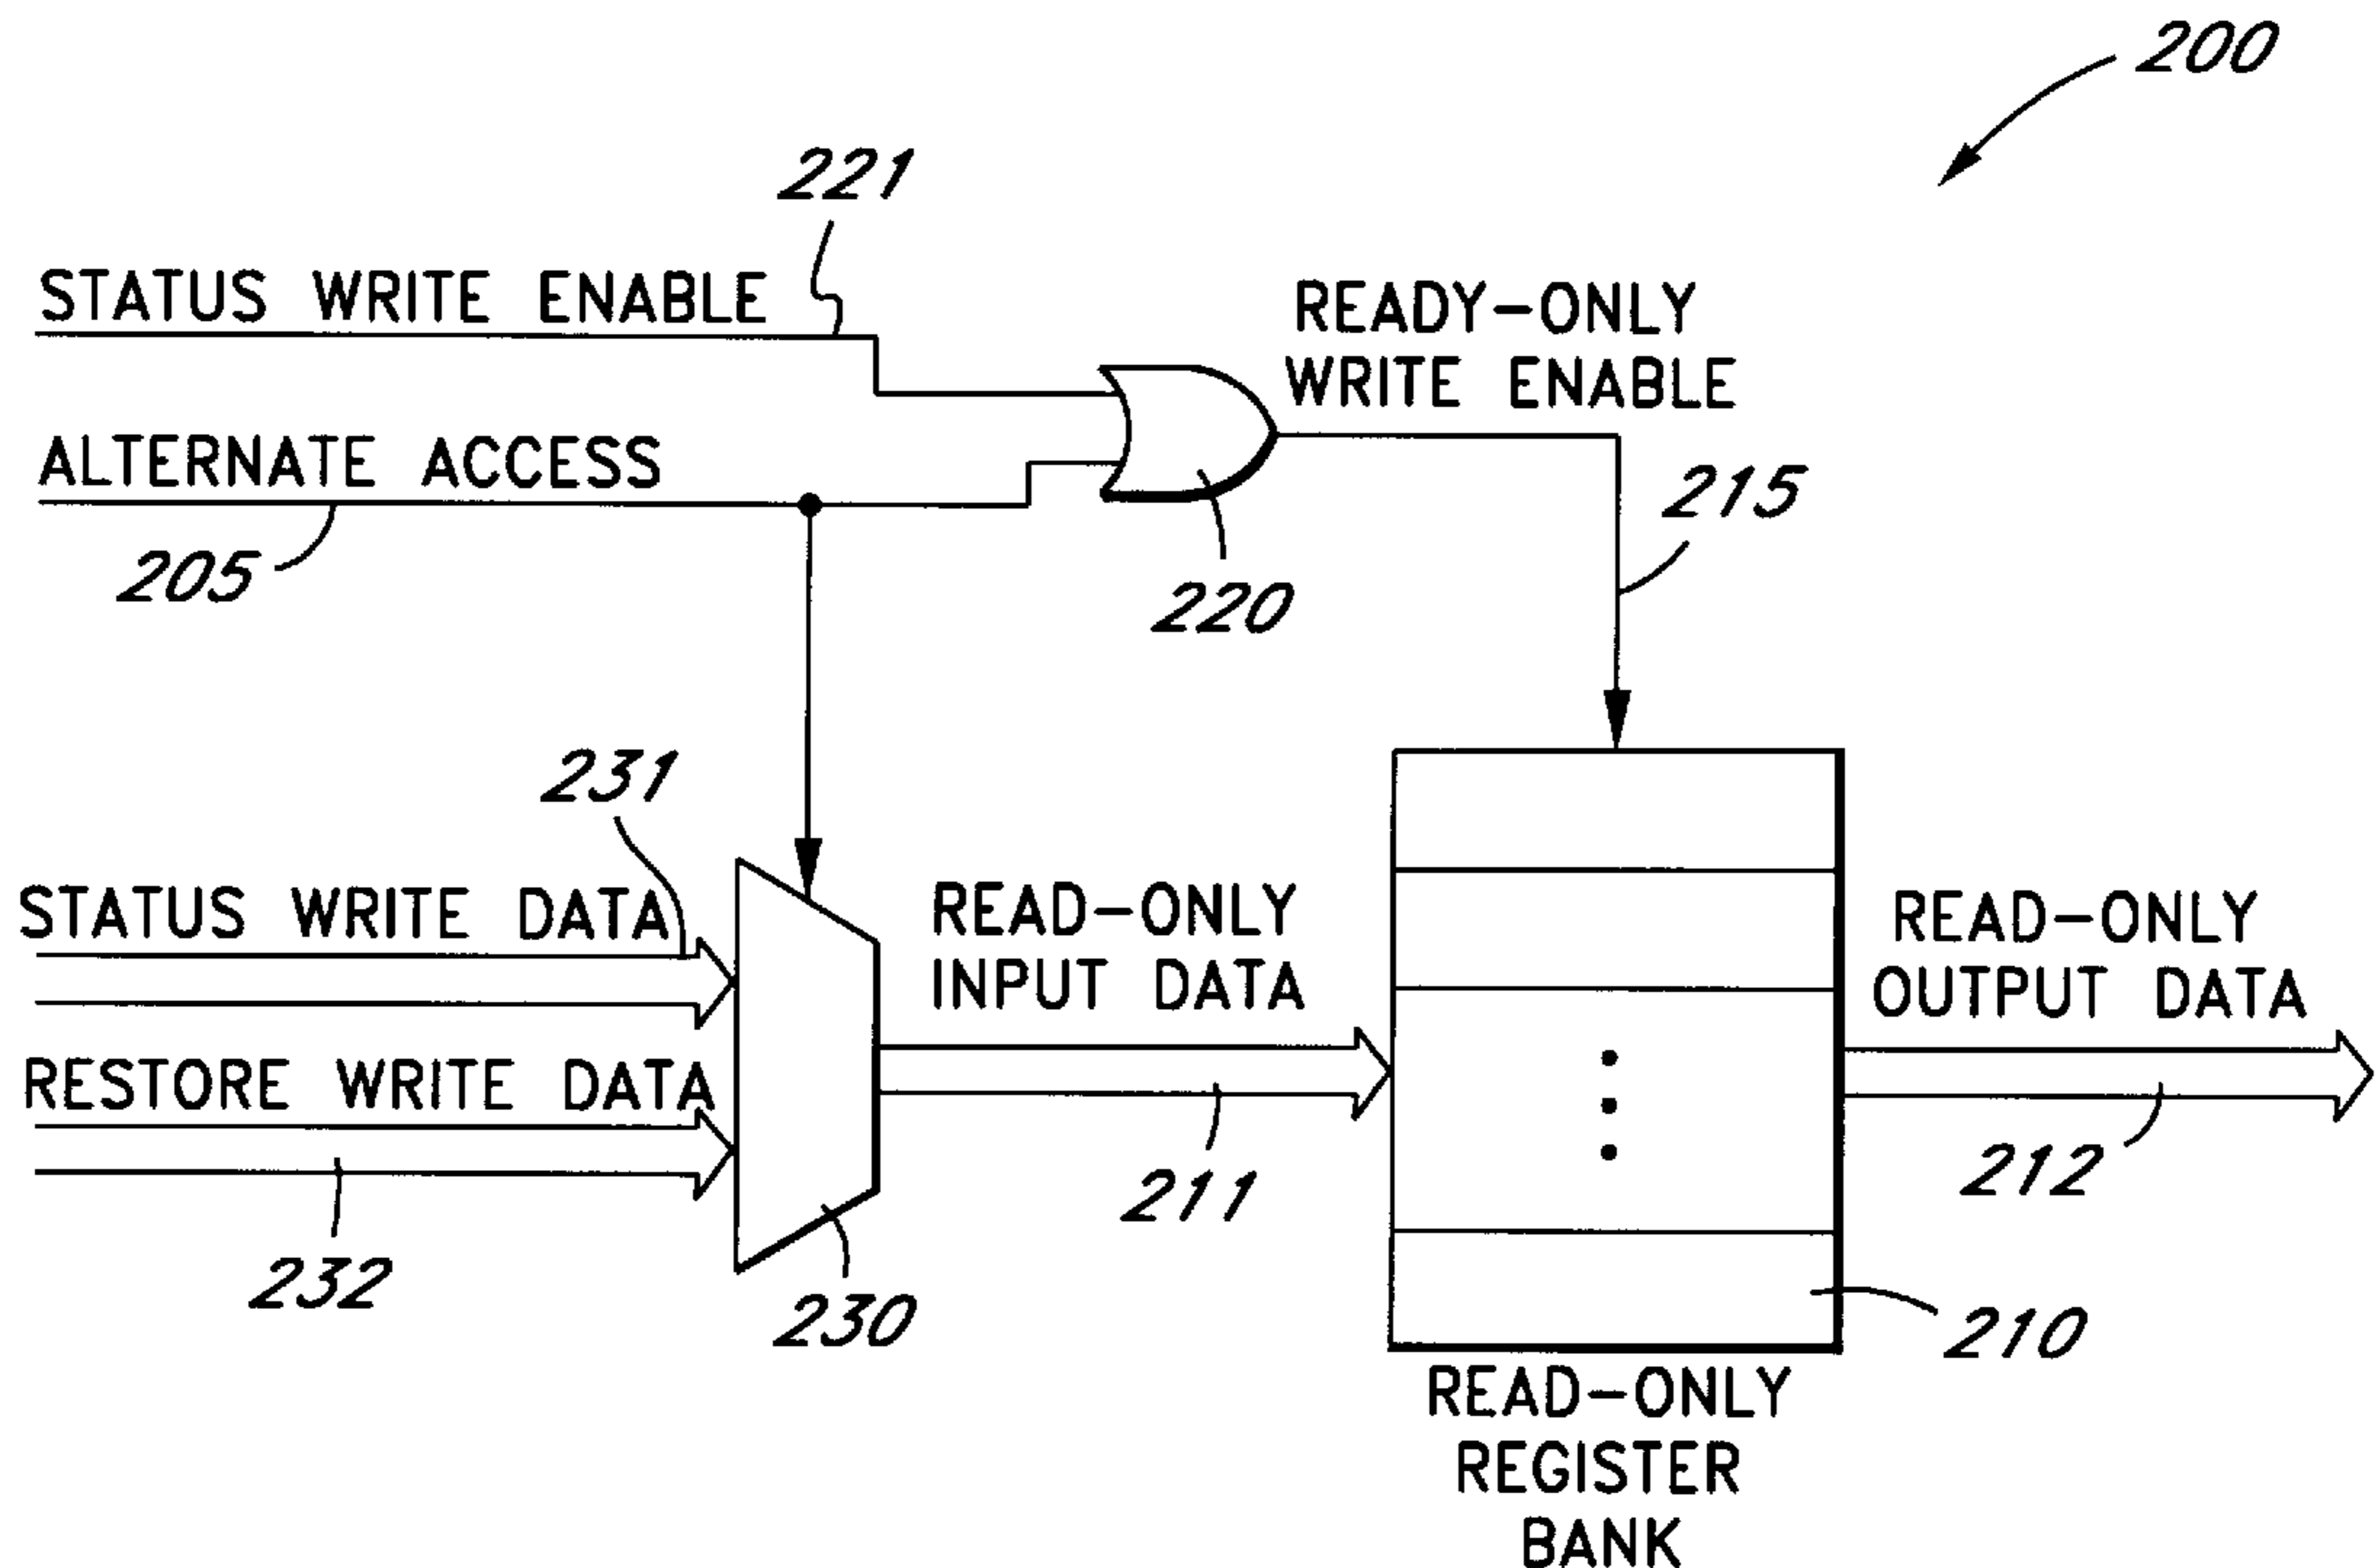 200
221
STATUS WRITE ENABLE
READY-ONLY
WRITE ENABLE
ALTERNATE ACCESS
215
205
220
231
STATUS WRITE DATA
READ-ONLY
INPUT DATA
READ-ONLY
OUTPUT DATA
RESTORE WRITE DATA
211
212
232
230
210
READ-ONLY
REGISTER
BANK